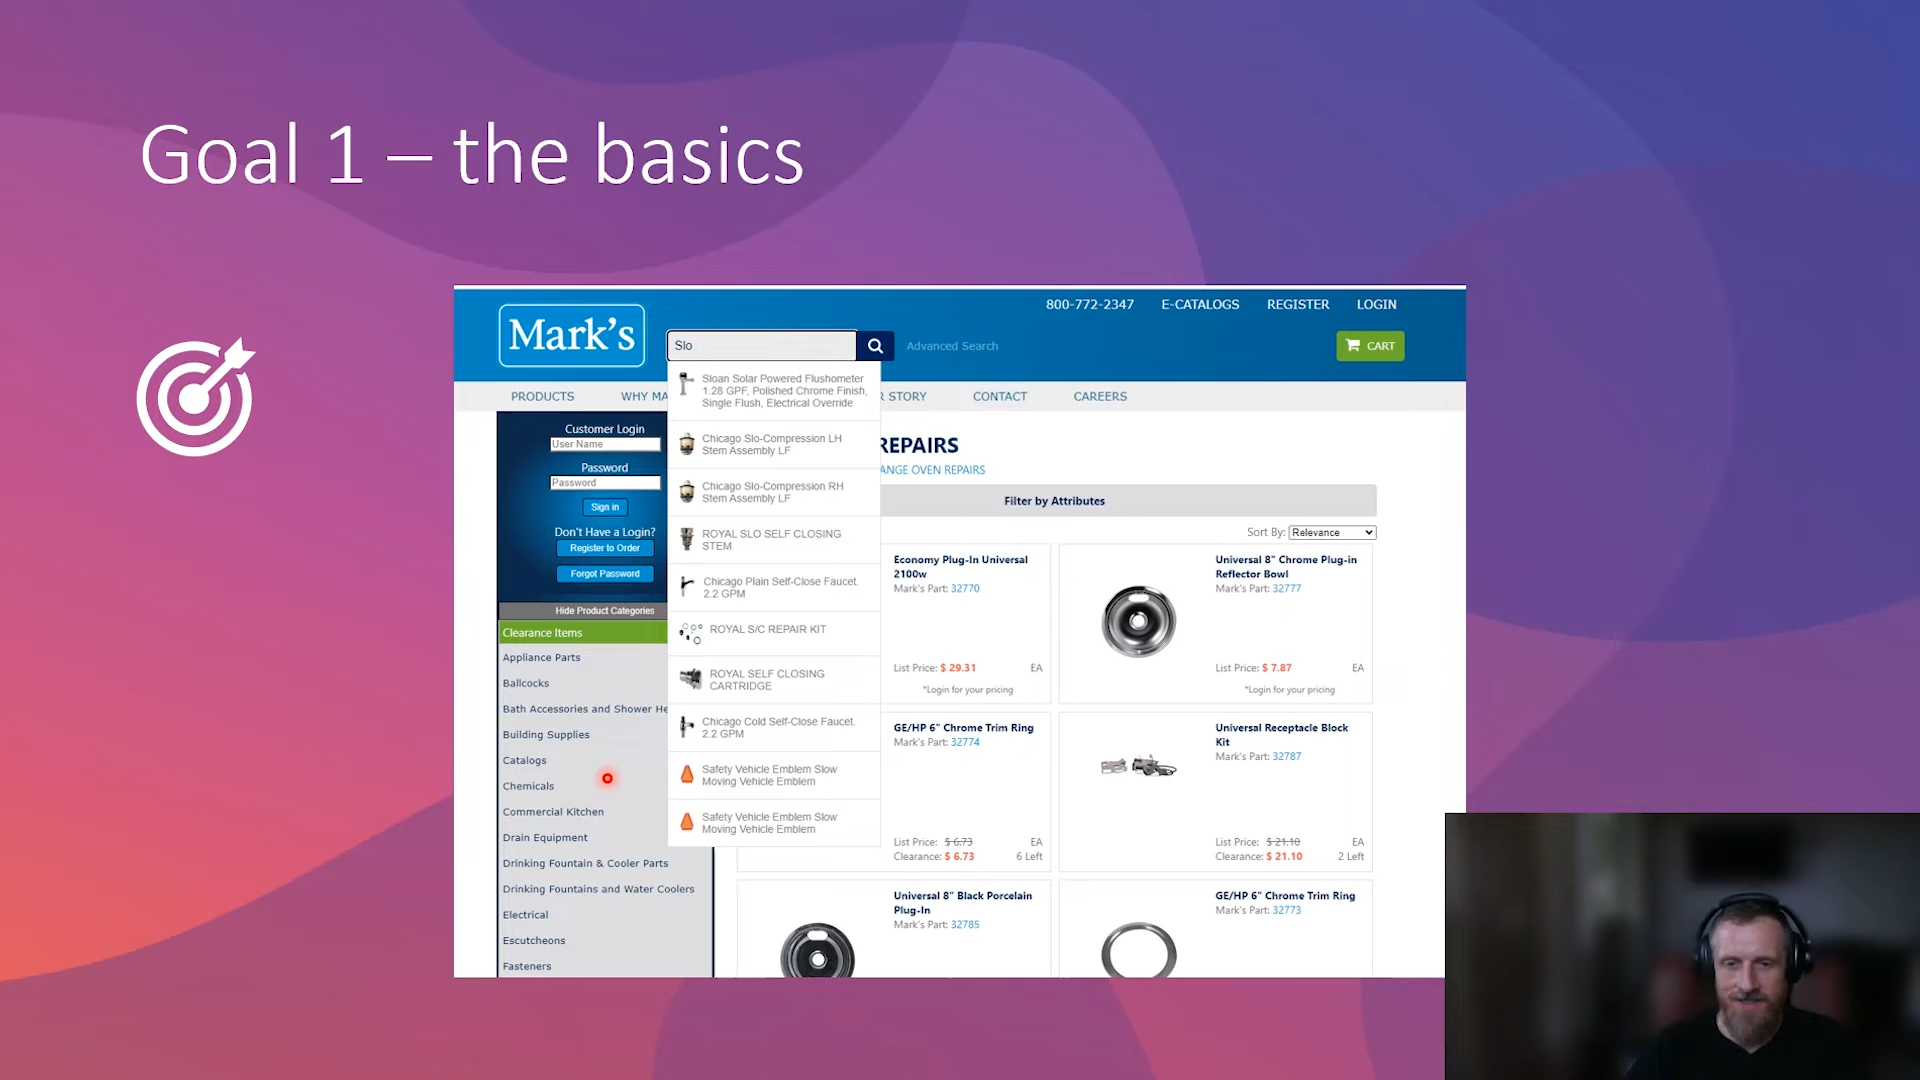 Goal 1 – the basics
800-772-2347 E-CATALOGS REGISTER LOGIN
Mark's
Slo
Advanced Search
CART
PRODUCTS WHY MA R STORY CONTACT CAREERS
Customer Login
User Name
Password
Password
Sign in
Don't Have a Login?
Register to Order
Forgot Password
Hide Product Categories
Clearance Items
Appliance Parts
Ballcocks
Bath Accessories and Shower He
Building Supplies
Catalogs
Chemicals
Commercial Kitchen
Drain Equipment
Drinking Fountain & Cooler Parts
Drinking Fountains and Water Coolers
Electrical
Escutcheons
Fasteners
Sloan Solar Powered Flushometer
1.28 GPF, Polished Chrome Finish,
Single Flush, Electrical Override
Chicago Slo-Compression LH
Stem Assembly LF
Chicago Slo-Compression RH
Stem Assembly LF
ROYAL SLO SELF CLOSING
STEM
Chicago Plain Self-Close Faucet.
2.2 GPM
ROYAL S/C REPAIR KIT
ROYAL SELF CLOSING
CARTRIDGE
Chicago Cold Self-Close Faucet.
2.2 GPM
Safety Vehicle Emblem Slow
Moving Vehicle Emblem
Safety Vehicle Emblem Slow
Moving Vehicle Emblem
REPAIRS
ANGE OVEN REPAIRS
Filter by Attributes
Sort By: Relevance
Economy Plug-In Universal
2100w
Mark's Part: 32770
List Price: $ 29.31 EA
*Login for your pricing
Universal 8" Chrome Plug-in
Reflector Bowl
Mark's Part: 32777
List Price: $ 7.87 EA
*Login for your pricing
GE/HP 6" Chrome Trim Ring
Mark's Part: 32774
List Price: $ 6.73 EA
Clearance: $ 6.73 6 Left
Universal Receptacle Block
Kit
Mark's Part: 32787
List Price: $ 21.10 EA
Clearance: $ 21.10 2 Left
Universal 8" Black Porcelain
Plug-In
Mark's Part: 32785
GE/HP 6" Chrome Trim Ring
Mark's Part: 32773